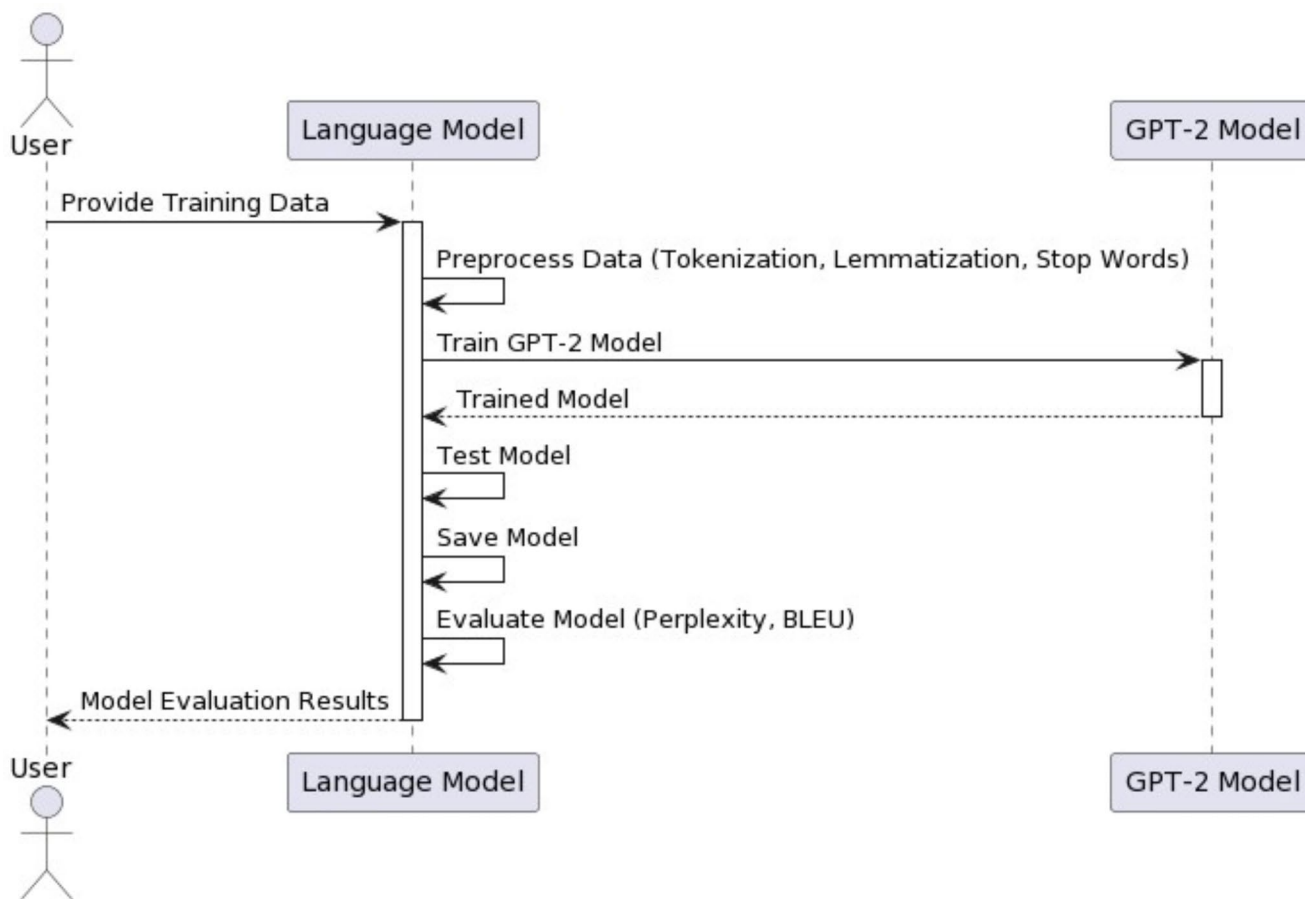 User
Language Model
GPT-2 Model
Provide Training Data
Preprocess Data (Tokenization, Lemmatization, Stop Words)
Train GPT-2 Model
Trained Model
Test Model
Save Model
Evaluate Model (Perplexity, BLEU)
Model Evaluation Results
User
Language Model
GPT-2 Model